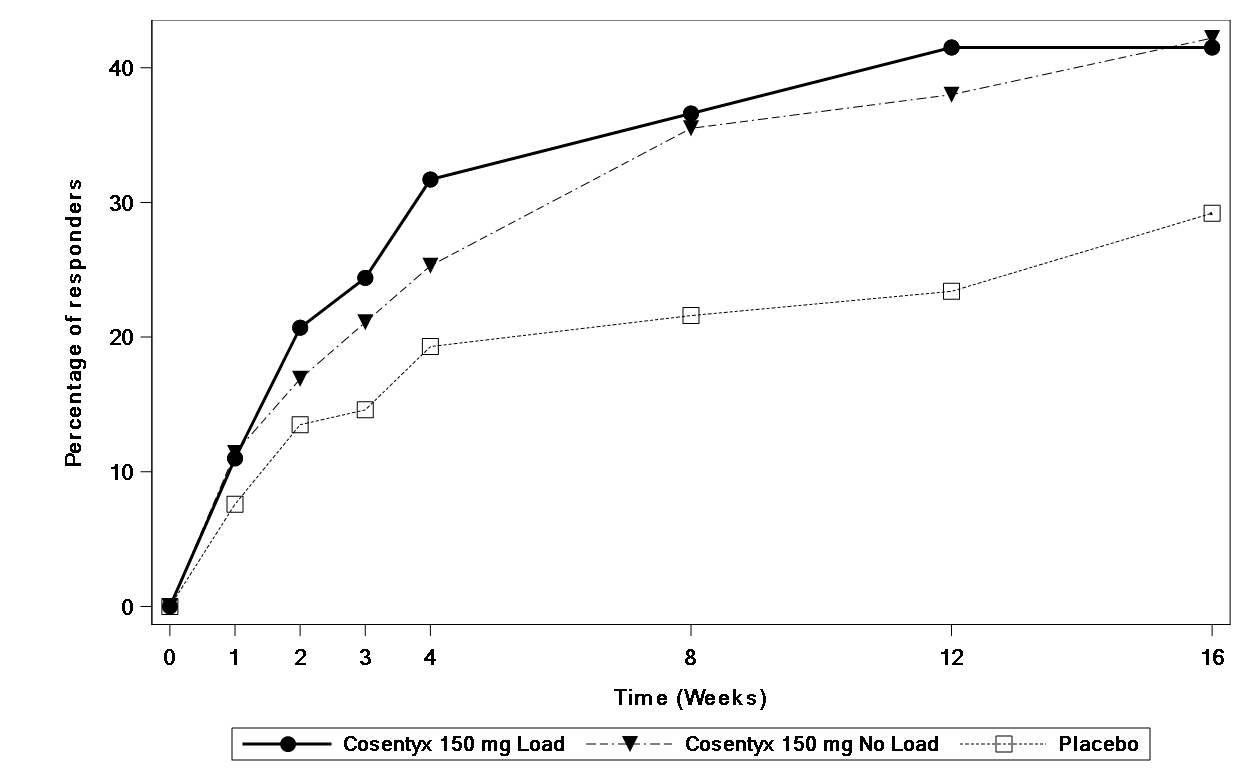 40
30
20
10
0
Percentage of responders
0 1 2 3 4 8 12 16
Time (Weeks)
Cosentyx 150 mg Load Cosentyx 150 mg No Load Placebo